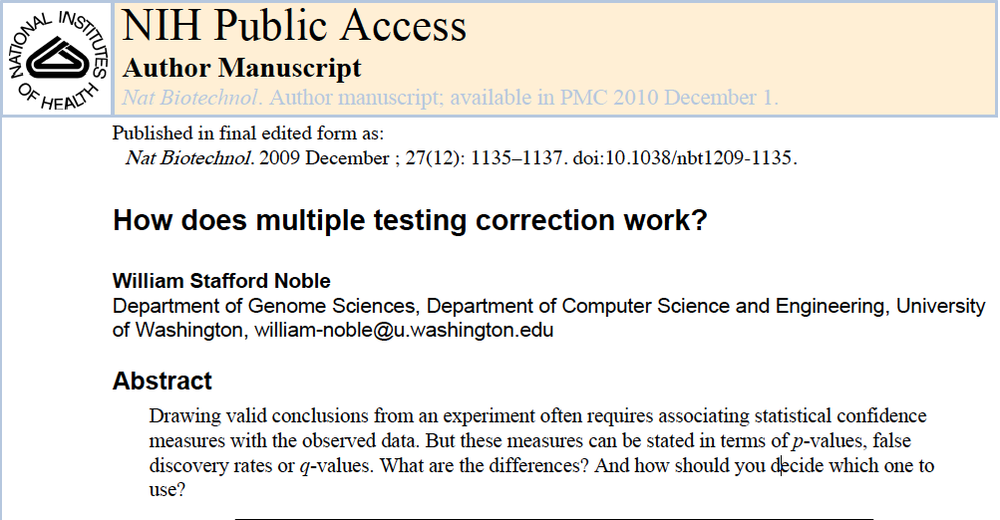 NATIONAL INSTITUTES OF HEALTH
NIH Public Access
Author Manuscript
Nat Biotechnol. Author manuscript; available in PMC 2010 December 1.
Published in final edited form as:
Nat Biotechnol. 2009 December ; 27(12): 1135–1137. doi:10.1038/nbt1209-1135.
How does multiple testing correction work?
William Stafford Noble
Department of Genome Sciences, Department of Computer Science and Engineering, University
of Washington, william-noble@u.washington.edu
Abstract
Drawing valid conclusions from an experiment often requires associating statistical confidence
measures with the observed data. But these measures can be stated in terms of p-values, false
discovery rates or q-values. What are the differences? And how should you decide which one to
use?